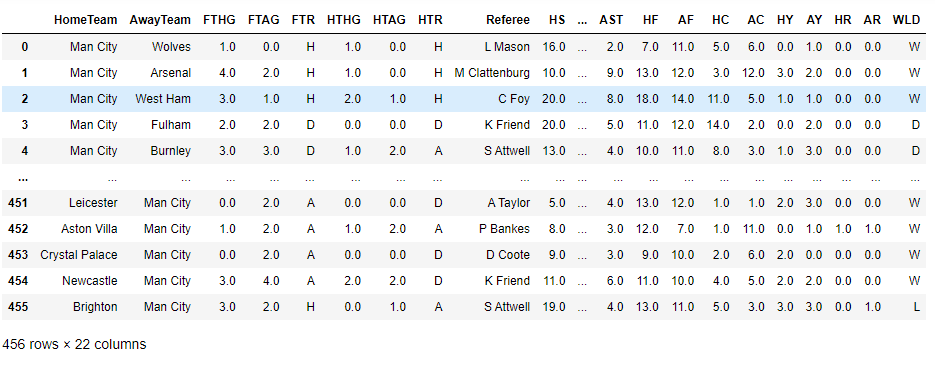 HomeTeam AwayTeam FTHG FTAG FTR HTHG HTAG HTR Referee HS ... AST HF AF HC AC HY AY HR AR WLD
0 Man City Wolves 1.0 0.0 H 1.0 0.0 H L Mason 16.0 ... 2.0 7.0 11.0 5.0 6.0 0.0 1.0 0.0 0.0 W
1 Man City Arsenal 4.0 2.0 H 1.0 0.0 H M Clattenburg 10.0 ... 9.0 13.0 12.0 3.0 12.0 3.0 2.0 0.0 0.0 W
2 Man City West Ham 3.0 1.0 H 2.0 1.0 H C Foy 20.0 ... 8.0 18.0 14.0 11.0 5.0 1.0 1.0 0.0 0.0 W
3 Man City Fulham 2.0 2.0 D 0.0 0.0 D K Friend 20.0 ... 5.0 11.0 12.0 14.0 2.0 0.0 2.0 0.0 0.0 D
4 Man City Burnley 3.0 3.0 D 1.0 2.0 A S Attwell 13.0 ... 4.0 10.0 11.0 8.0 3.0 1.0 3.0 0.0 0.0 D
... ... ... ... ... ... ... ... ... ... ... ... ... ... ... ... ... ... ... ... ... ...
451 Leicester Man City 0.0 2.0 A 0.0 0.0 D A Taylor 5.0 ... 4.0 13.0 12.0 1.0 1.0 2.0 3.0 0.0 0.0 W
452 Aston Villa Man City 1.0 2.0 A 1.0 2.0 A P Bankes 8.0 ... 3.0 12.0 7.0 1.0 11.0 0.0 1.0 1.0 1.0 W
453 Crystal Palace Man City 0.0 2.0 A 0.0 0.0 D D Coote 9.0 ... 3.0 9.0 10.0 2.0 6.0 2.0 0.0 0.0 0.0 W
454 Newcastle Man City 3.0 4.0 A 2.0 2.0 D K Friend 11.0 ... 6.0 11.0 10.0 4.0 5.0 2.0 2.0 0.0 0.0 W
455 Brighton Man City 3.0 2.0 H 0.0 1.0 A S Attwell 19.0 ... 4.0 13.0 11.0 5.0 3.0 3.0 3.0 0.0 1.0 L
456 rows × 22 columns